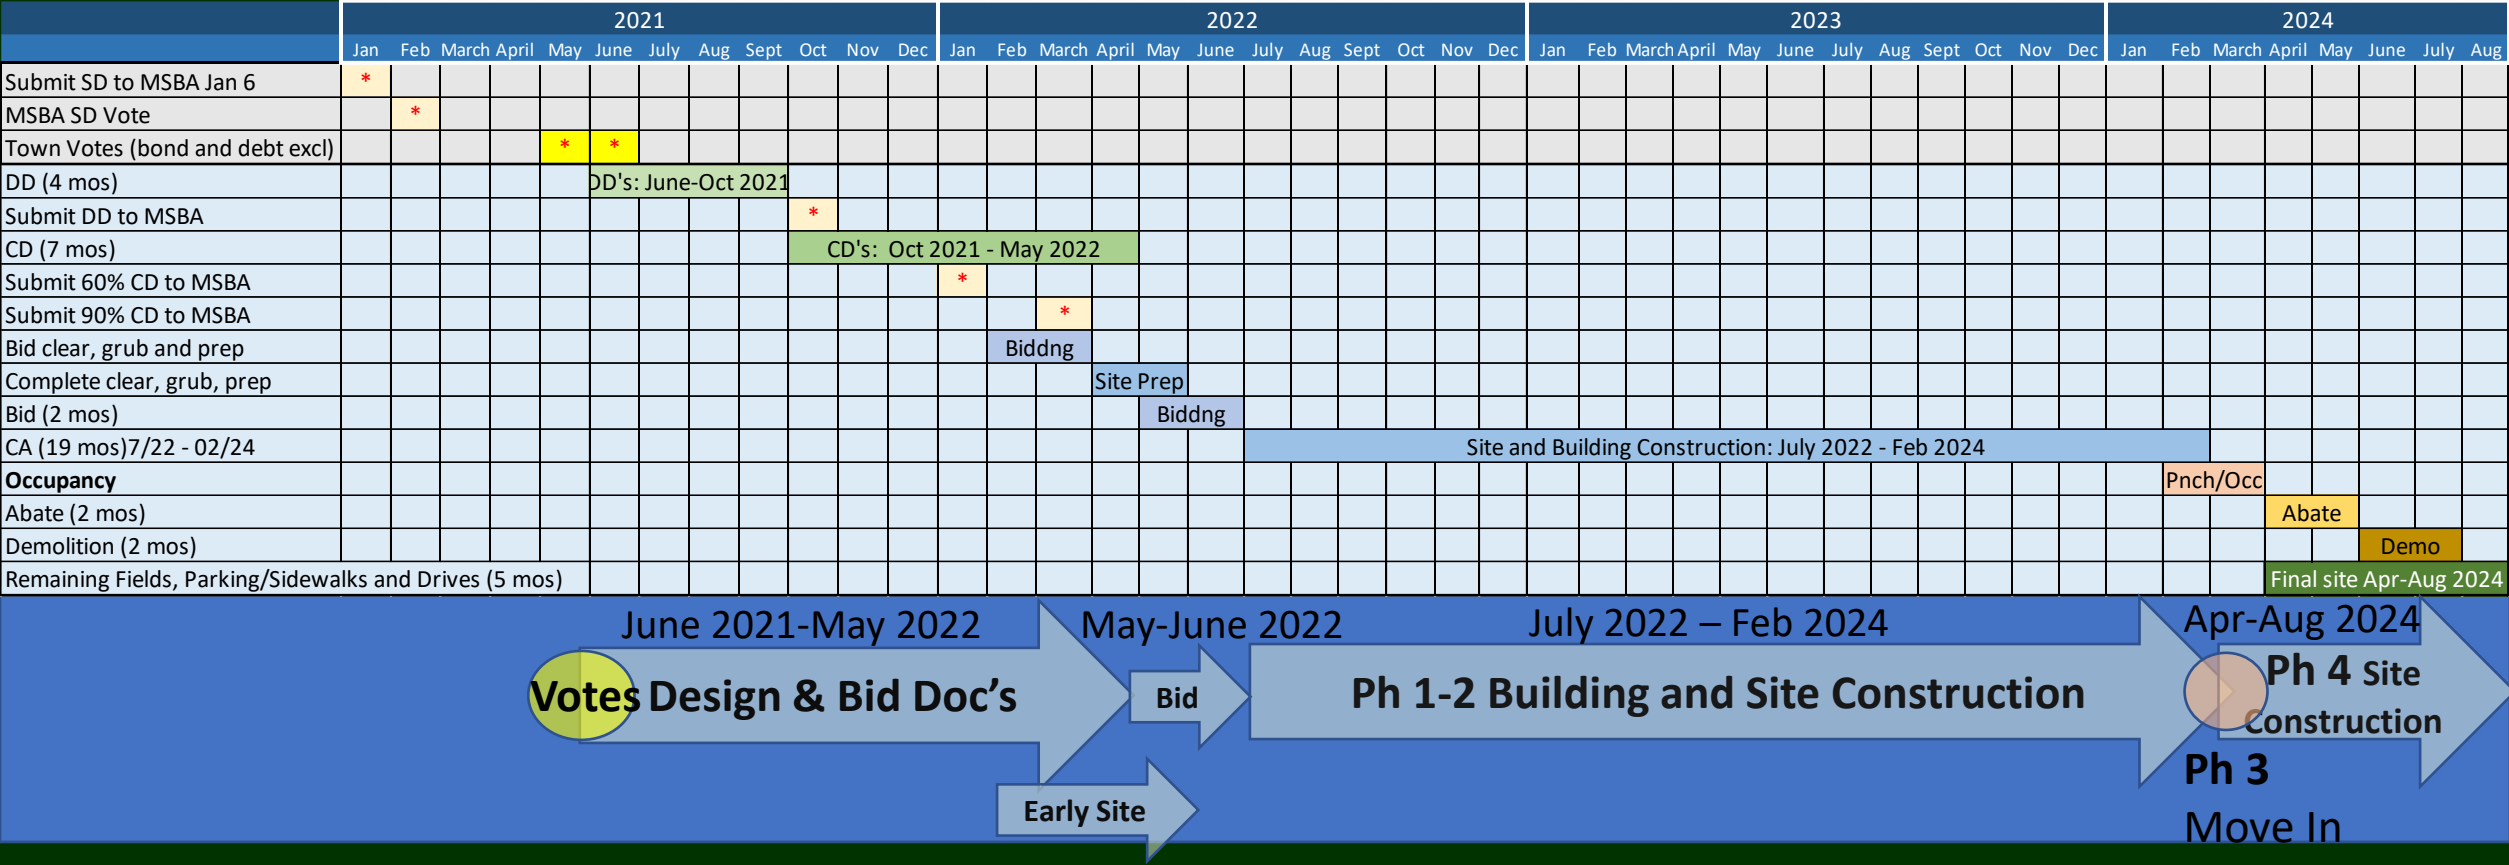 2021 2022 2023 2024
Jan Feb March April May June July Aug Sept Oct Nov Dec Jan Feb March April May June July Aug Sept Oct Nov Dec Jan Feb March April May June July Aug Sept Oct Nov Dec Jan Feb March April May June July Aug
Submit SD to MSBA Jan 6 *
MSBA SD Vote *
Town Votes (bond and debt excl) * *
DD (4 mos) DD's: June-Oct 2021
Submit DD to MSBA *
CD (7 mos) CD's: Oct 2021 - May 2022
Submit 60% CD to MSBA *
Submit 90% CD to MSBA *
Bid clear, grub and prep Biddng
Complete clear, grub, prep Site Prep
Bid (2 mos) Biddng
CA (19 mos)7/22 - 02/24 Site and Building Construction: July 2022 - Feb 2024
Occupancy Pnch/Occ
Abate (2 mos) Abate
Demolition (2 mos) Demo
Remaining Fields, Parking/Sidewalks and Drives (5 mos) Final site Apr-Aug 2024
June 2021-May 2022 May-June 2022 July 2022 – Feb 2024 Apr-Aug 2024
Votes Design & Bid Doc’s Bid Ph 1-2 Building and Site Construction Ph 4 Site
Construction
Ph 3
Early Site
Move In